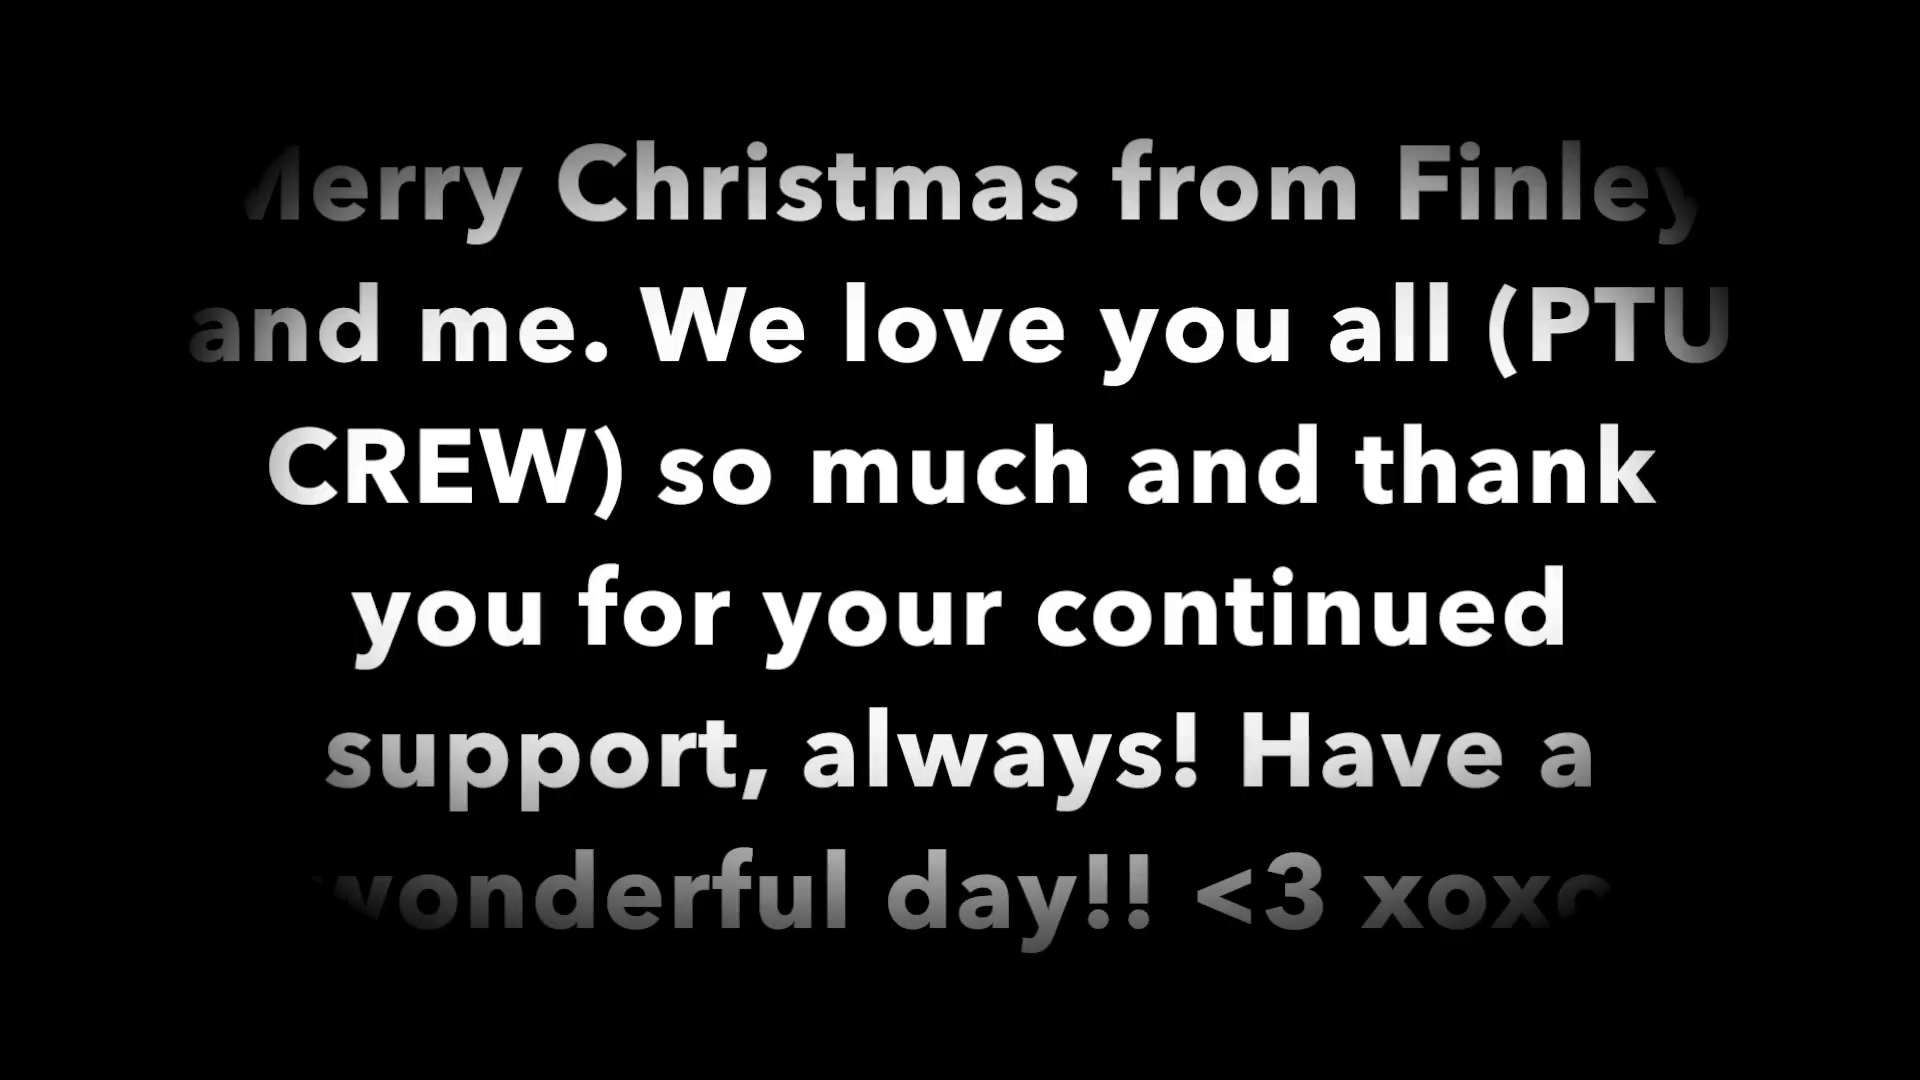 Merry Christmas from Finley
and me. We love you all (PTU
CREW) so much and thank
you for your continued
support, always! Have a
wonderful day!! <3 xoxo